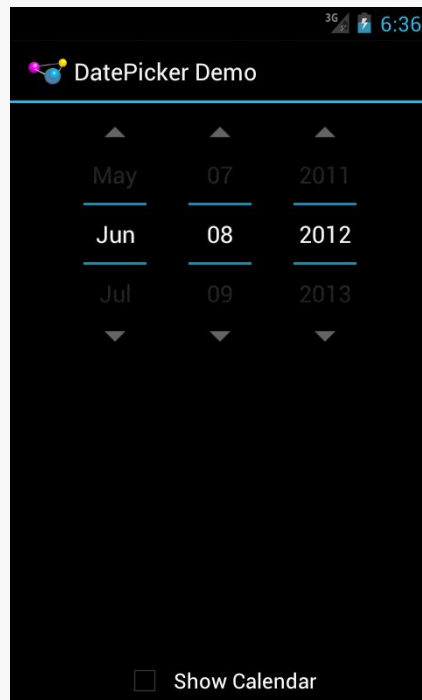 3G 6:36
DatePicker Demo
May 07 2011
Jun 08 2012
Jul 09 2013
Show Calendar